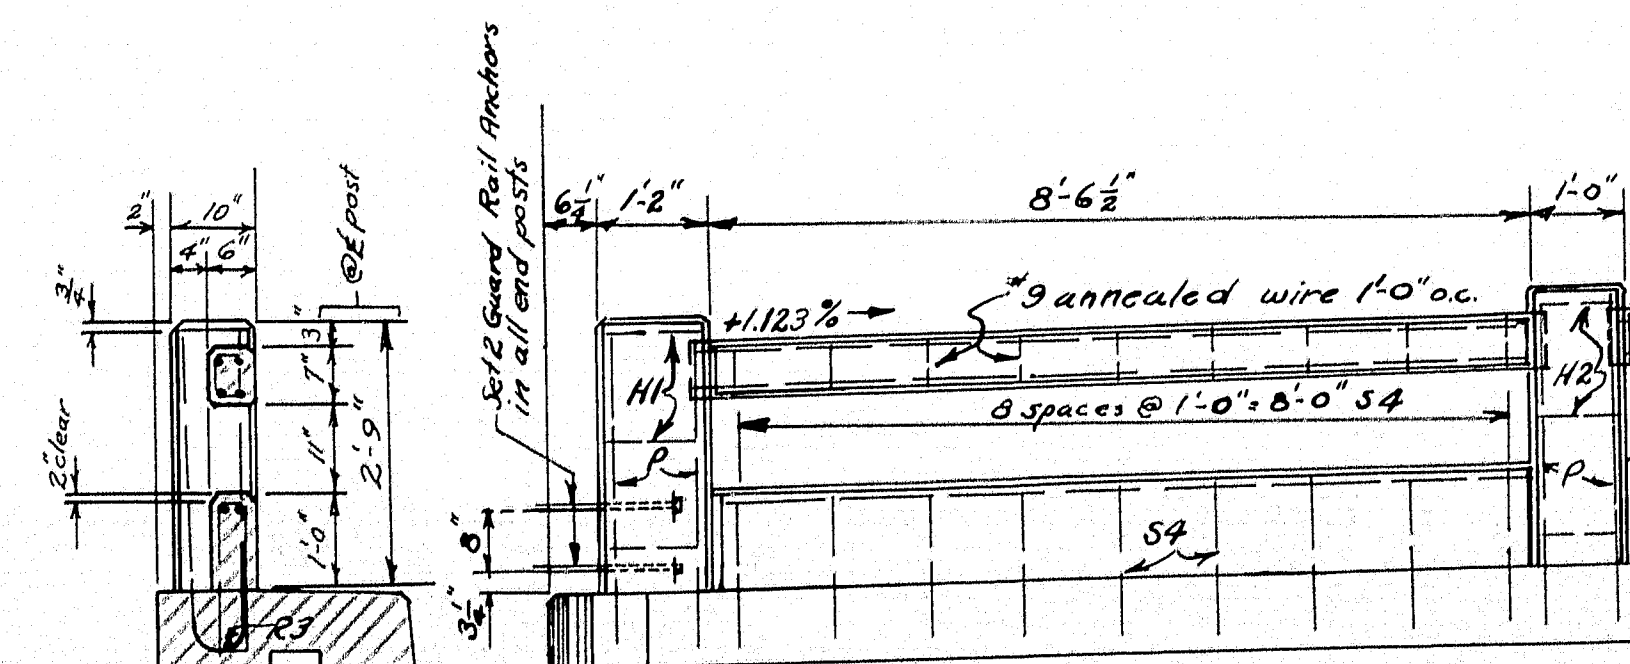 2"
10"
4"
6"
3/4"
@ ℄ post
3"
7"
11"
2'-9"
1'-0"
2" clear
R3
Set 2 Guard Rail Anchors
in all end posts
6 1/4"
1'-2"
8'-6 1/2"
1'-0"
+1.123%
#9 annealed wire 1'-0" o.c.
H1
H2
8 spaces @ 1'-0" = 8'-0" S4
P
P
8"
3 1/4"
S4